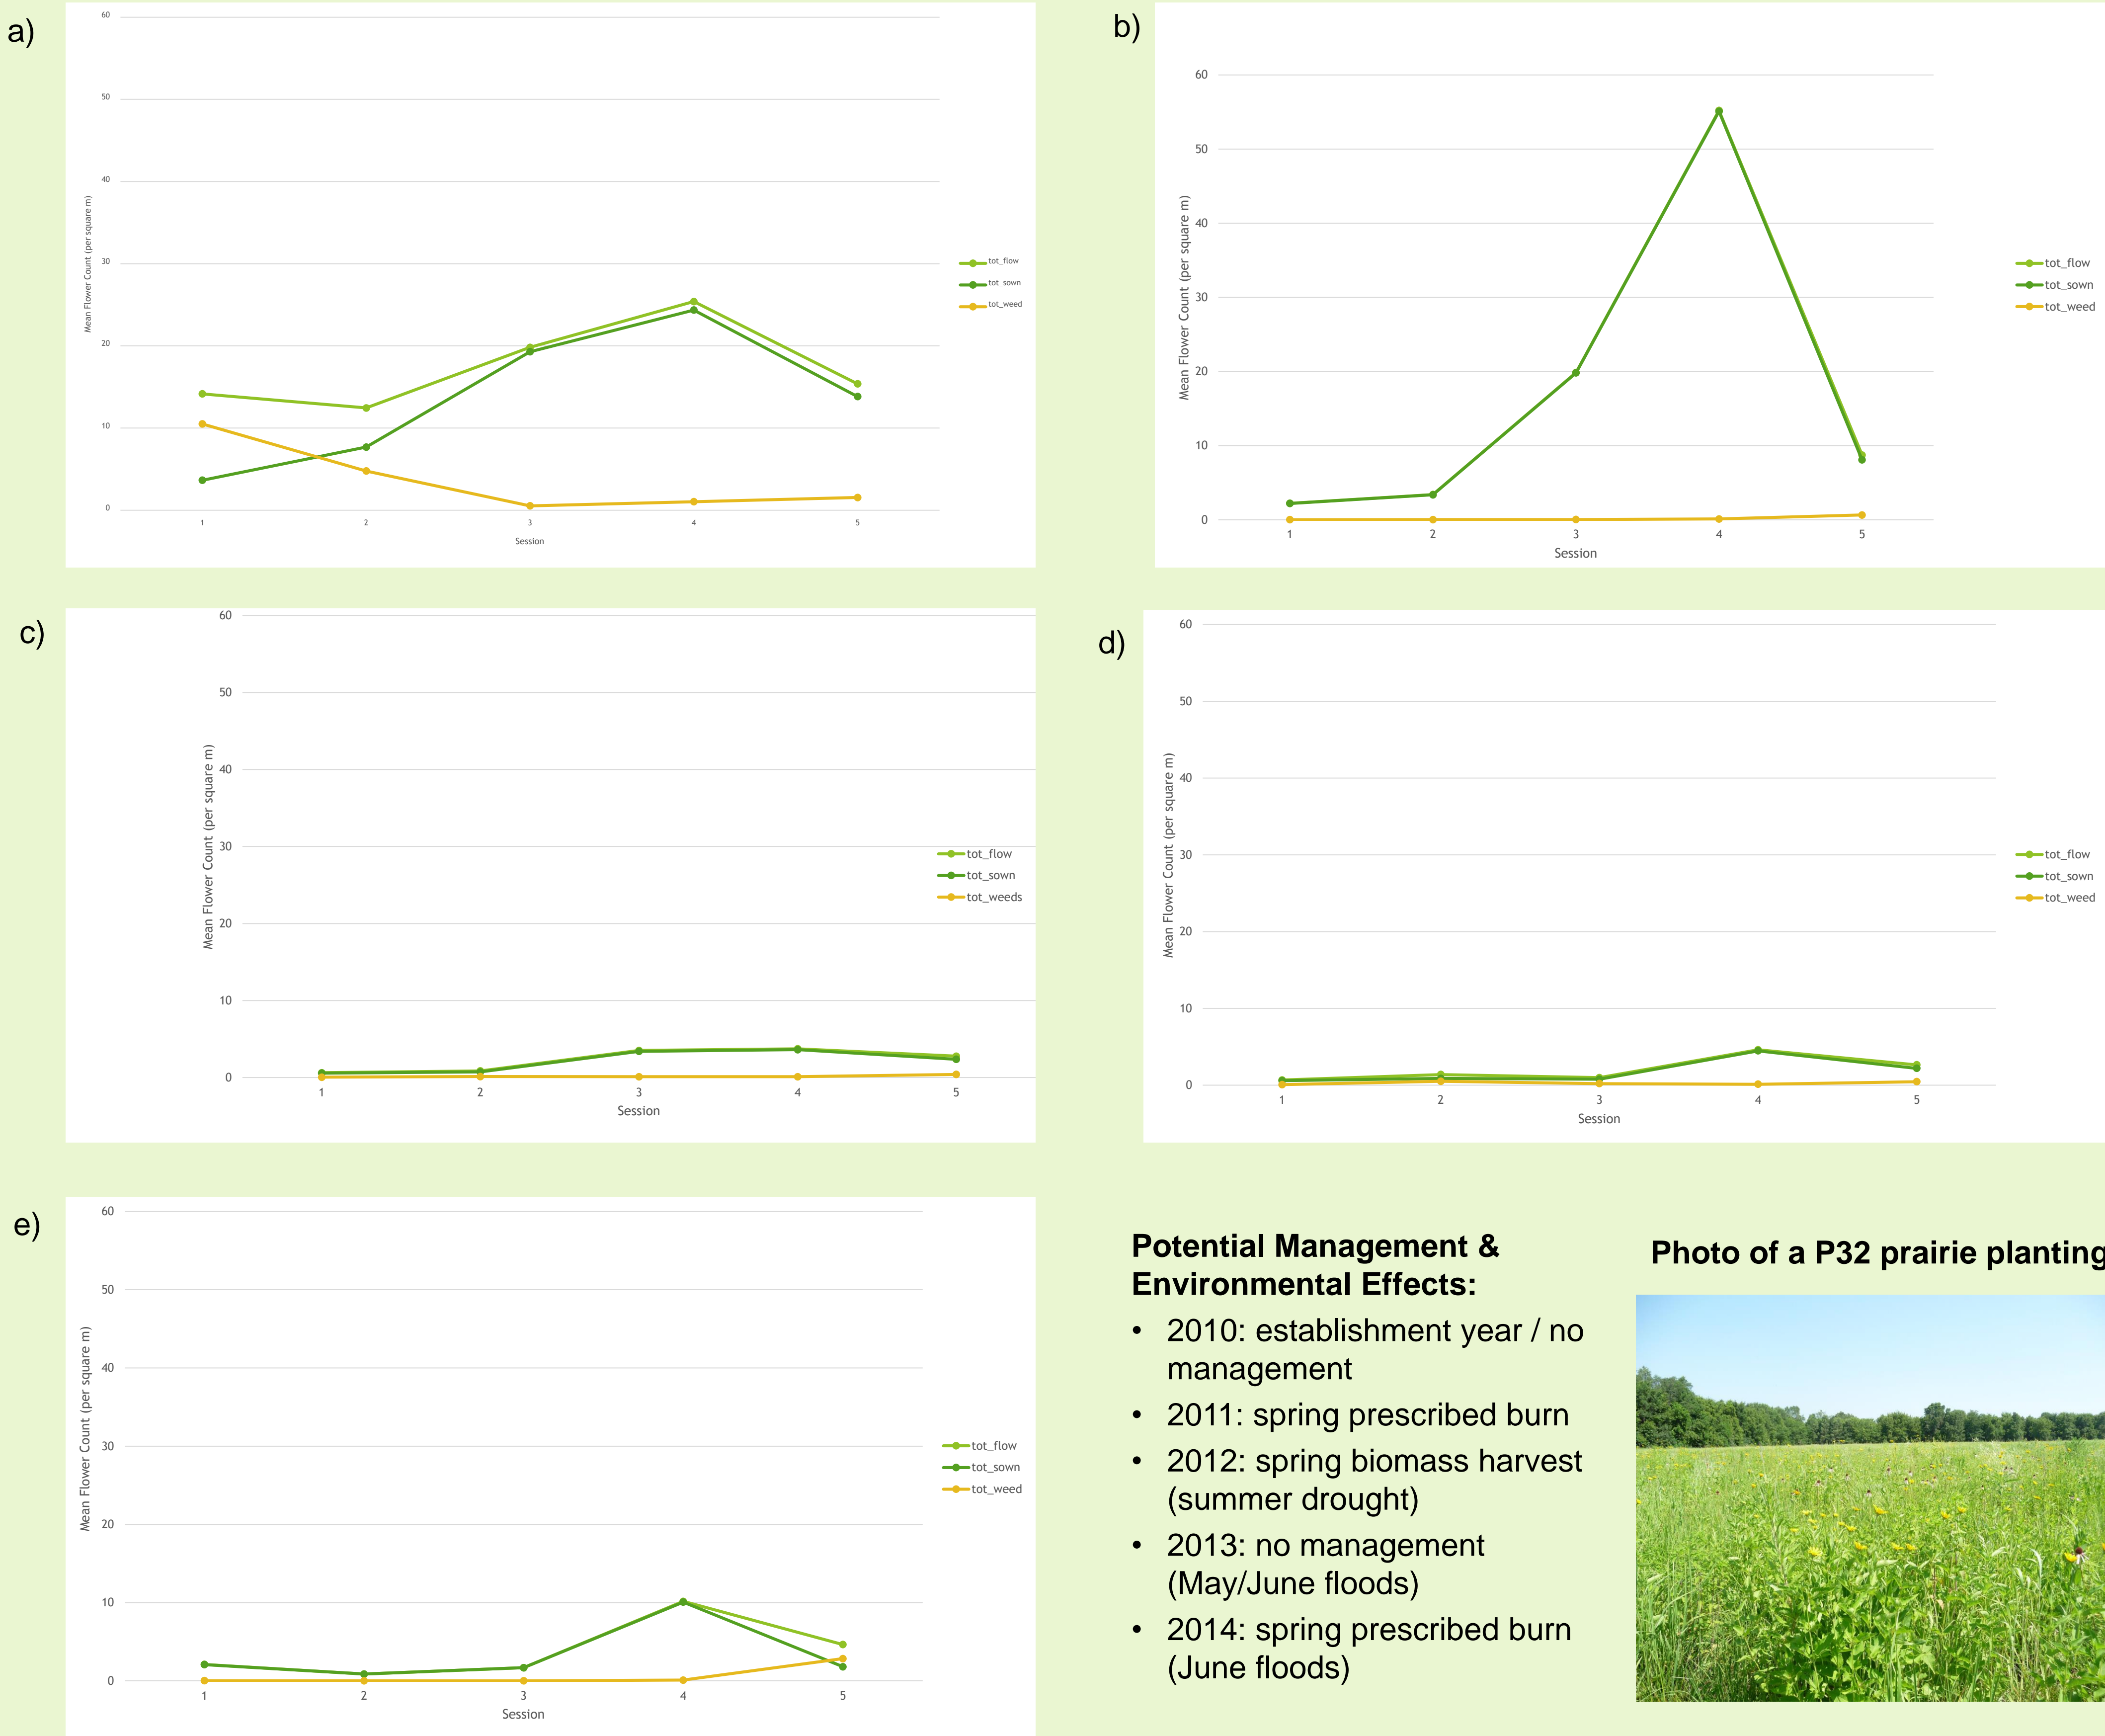 a)
60
50
40
30
20
10
0
Mean Flower Count (per square m)
1 2 3 4 5
Session
tot_flow
tot_sown
tot_weed
b)
60
50
40
30
20
10
0
Mean Flower Count (per square m)
1 2 3 4 5
Session
tot_flow
tot_sown
tot_weed
c)
60
50
40
30
20
10
0
Mean Flower Count (per square m)
1 2 3 4 5
Session
tot_flow
tot_sown
tot_weeds
d)
60
50
40
30
20
10
0
Mean Flower Count (per square m)
1 2 3 4 5
Session
tot_flow
tot_sown
tot_weed
e)
60
50
40
30
20
10
0
Mean Flower Count (per square m)
1 2 3 4 5
Session
tot_flow
tot_sown
tot_weed
Potential Management &
Environmental Effects:
• 2010: establishment year / no
management
• 2011: spring prescribed burn
• 2012: spring biomass harvest
(summer drought)
• 2013: no management
(May/June floods)
• 2014: spring prescribed burn
(June floods)
Photo of a P32 prairie planting